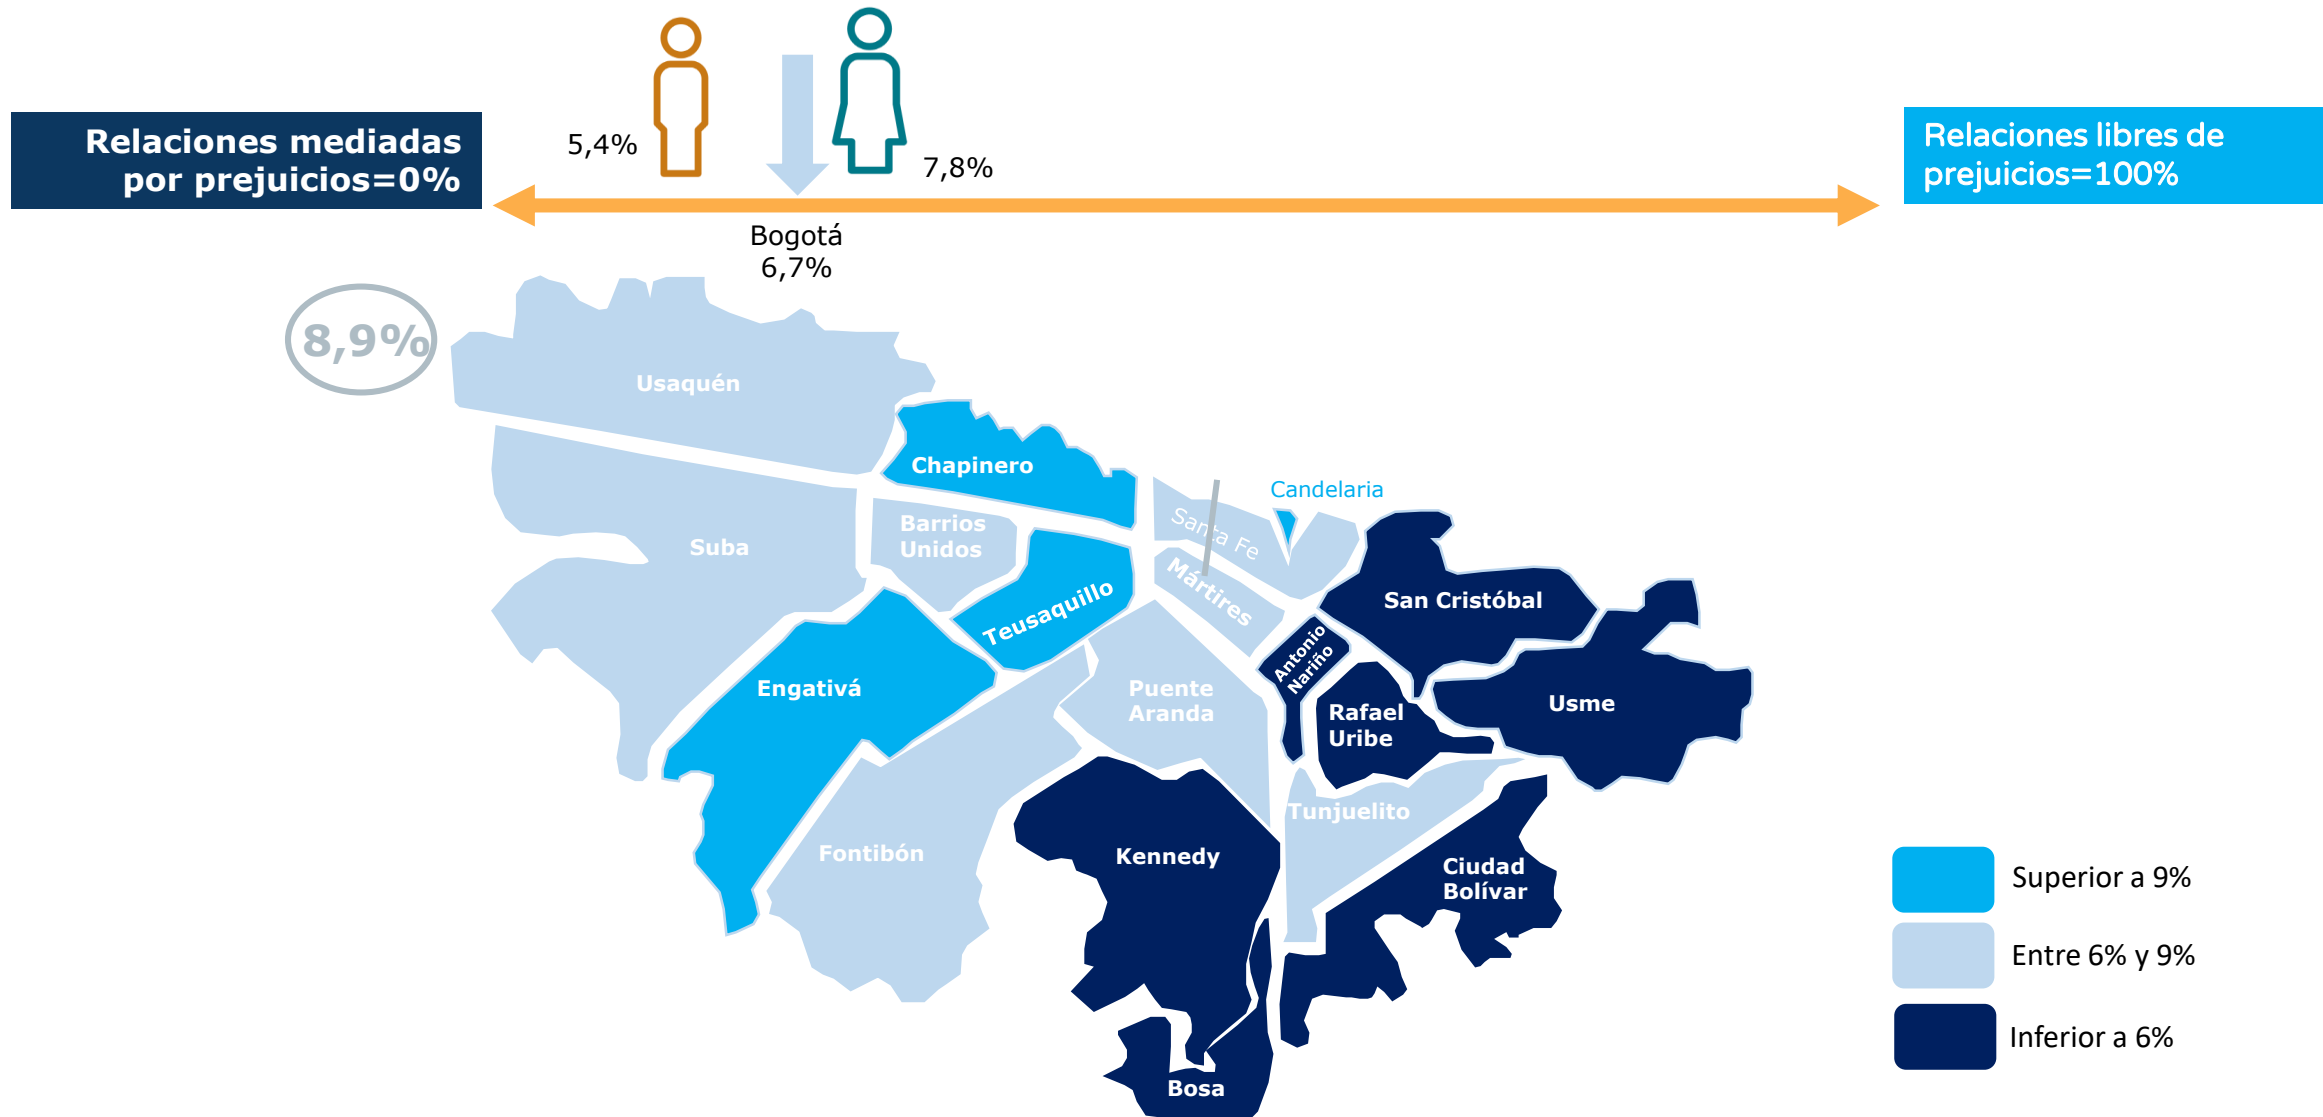 Relaciones mediadas
por prejuicios=0%
5,4%
7,8%
Relaciones libres de
prejuicios=100%
Bogotá
6,7%
8,9%
Usaquén
Chapinero
Candelaria
Santa Fe
Barrios
Unidos
Suba
Mártires
Teusaquillo
San Cristóbal
Antonio
Nariño
Engativá
Puente
Aranda
Rafael
Uribe
Usme
Tunjuelito
Fontibón
Kennedy
Ciudad
Bolívar
Bosa
Superior a 9%
Entre 6% y 9%
Inferior a 6%